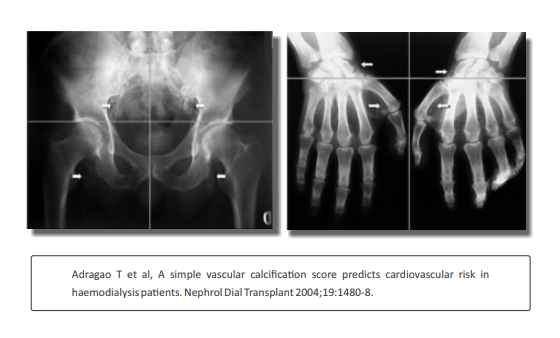 Adragao T et al, A simple vascular calcification score predicts cardiovascular risk in
haemodialysis patients. Nephrol Dial Transplant 2004;19:1480-8.